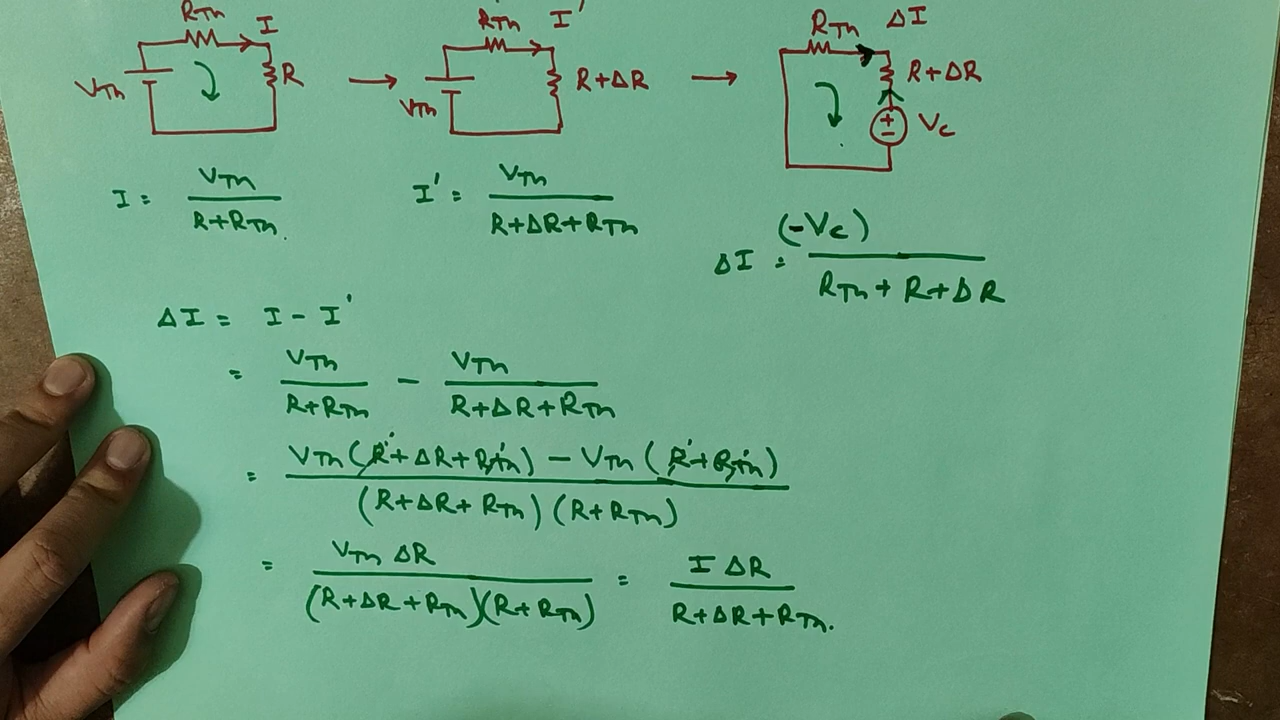 RTh I RTh I' RTh ΔI
VTh R → VTh R+ΔR → R+ΔR
+ − Vc
I = VTh / R+RTh. I' = VTh / R+ΔR+RTh
ΔI = (-Vc) / RTh + R+ΔR
ΔI = I - I'
= VTh / R+RTh - VTh / R+ΔR+RTh
= VTh (R+ΔR+RTh) - VTh (R+RTh) / (R+ΔR+RTh) (R+RTh)
= VTh ΔR / (R+ΔR+RTh)(R+RTh) = I ΔR / R+ΔR+RTh.